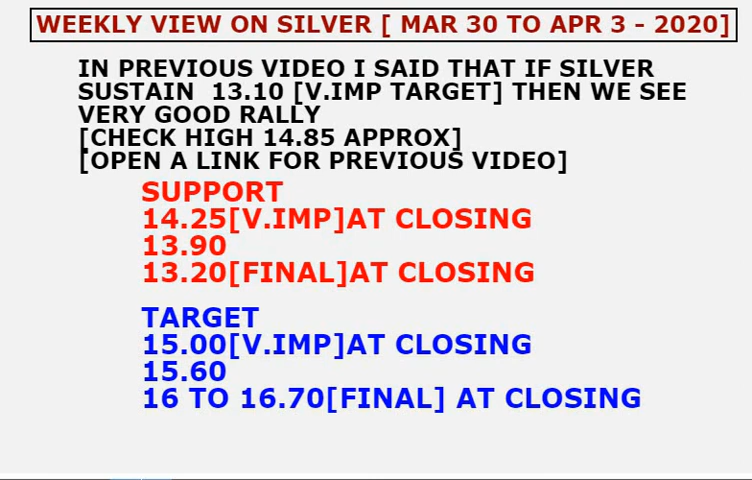 WEEKLY VIEW ON SILVER [ MAR 30 TO APR 3 - 2020]
IN PREVIOUS VIDEO I SAID THAT IF SILVER
SUSTAIN 13.10 [V.IMP TARGET] THEN WE SEE
VERY GOOD RALLY
[CHECK HIGH 14.85 APPROX]
[OPEN A LINK FOR PREVIOUS VIDEO]
SUPPORT
14.25[V.IMP]AT CLOSING
13.90
13.20[FINAL]AT CLOSING
TARGET
15.00[V.IMP]AT CLOSING
15.60
16 TO 16.70[FINAL] AT CLOSING